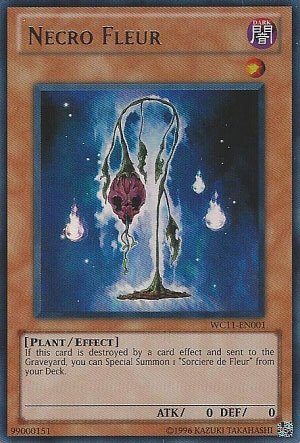 NECRO FLEUR
DARK
闇
WC11-EN001
[PLANT / EFFECT]
If this card is destroyed by a card effect and sent to the
Graveyard, you can Special Summon 1 "Sorciere de Fleur" from
your Deck.
ATK/ 0 DEF/ 0
99000151
©1996 KAZUKI TAKAHASHI